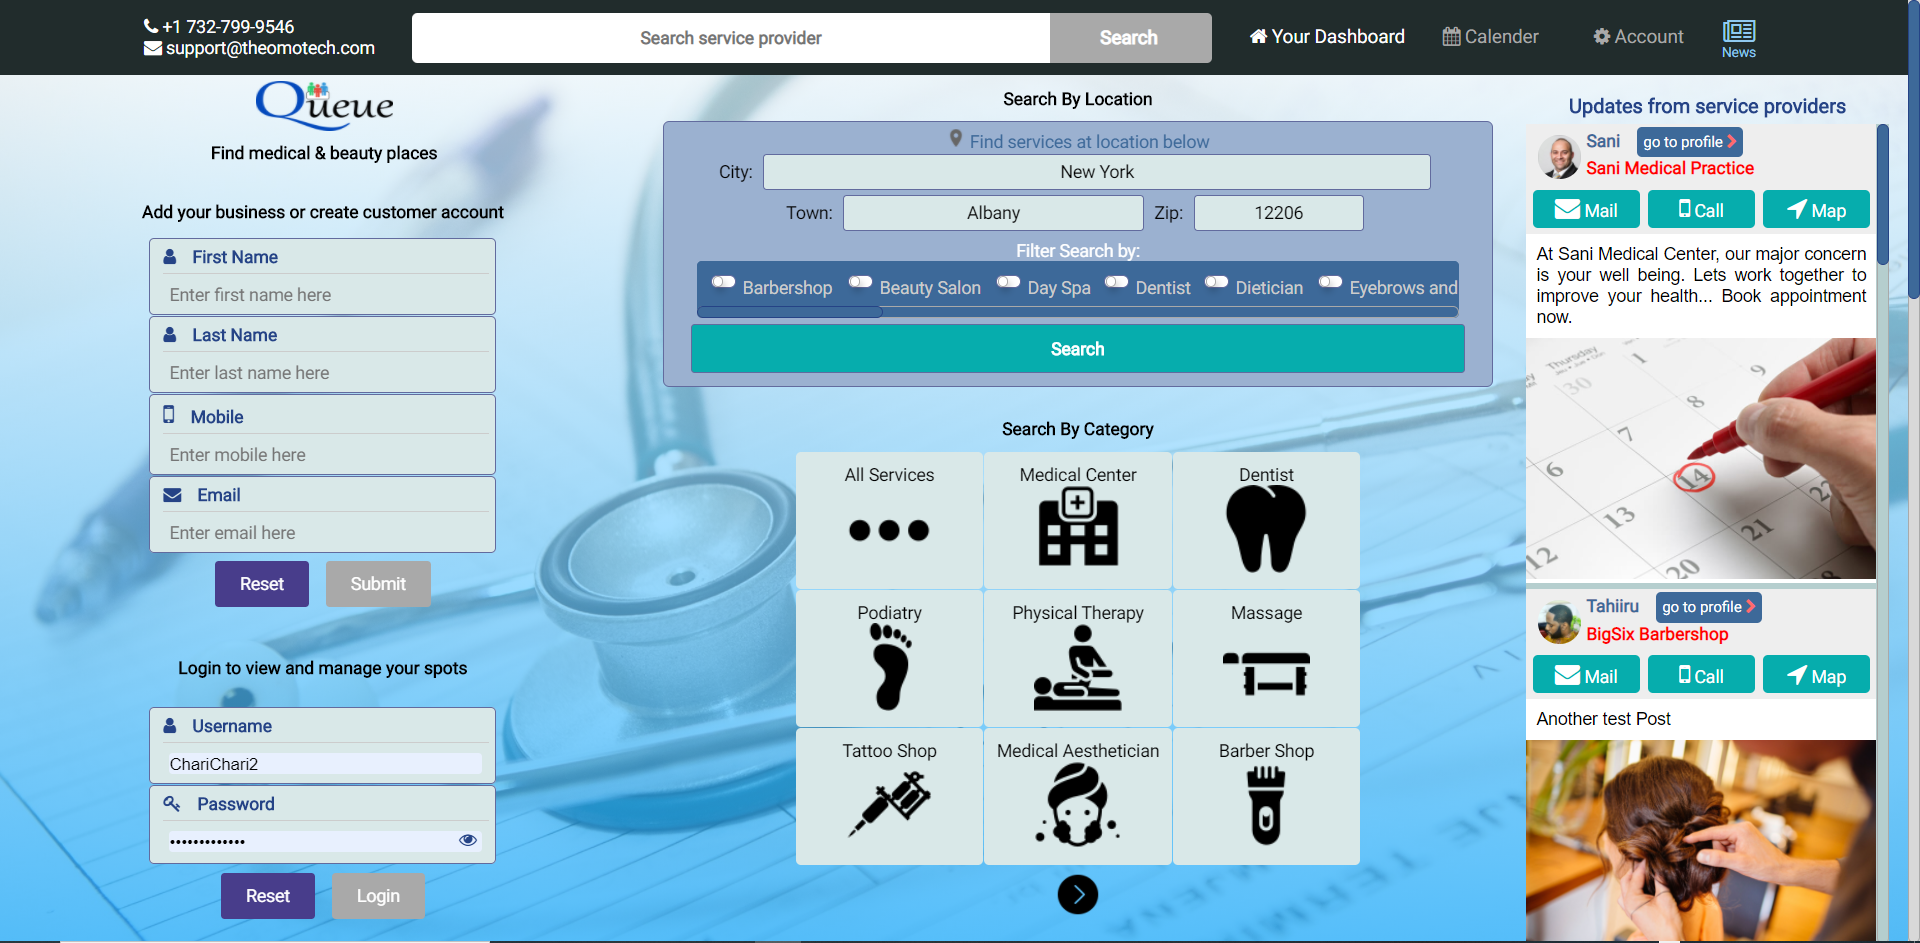 +1 732-799-9546
support@theomotech.com
Search service provider
Search
Your Dashboard
Calender
Account
News
Queue
Find medical & beauty places
Add your business or create customer account
First Name
Enter first name here
Last Name
Enter last name here
Mobile
Enter mobile here
Email
Enter email here
Reset
Submit
Login to view and manage your spots
Username
ChariChari2
Password
•••••••••••••
Reset
Login
Search By Location
Find services at location below
City: New York
Town: Albany Zip: 12206
Filter Search by:
Barbershop Beauty Salon Day Spa Dentist Dietician Eyebrows and
Search
Search By Category
All Services
Medical Center
Dentist
Podiatry
Physical Therapy
Massage
Tattoo Shop
Medical Aesthetician
Barber Shop
Updates from service providers
Sani go to profile
Sani Medical Practice
Mail Call Map
At Sani Medical Center, our major concern
is your well being. Lets work together to
improve your health... Book appointment
now.
Thursday
30 1 9
8
7
6 14
13 21
12 20
Tahiiru go to profile
BigSix Barbershop
Mail Call Map
Another test Post